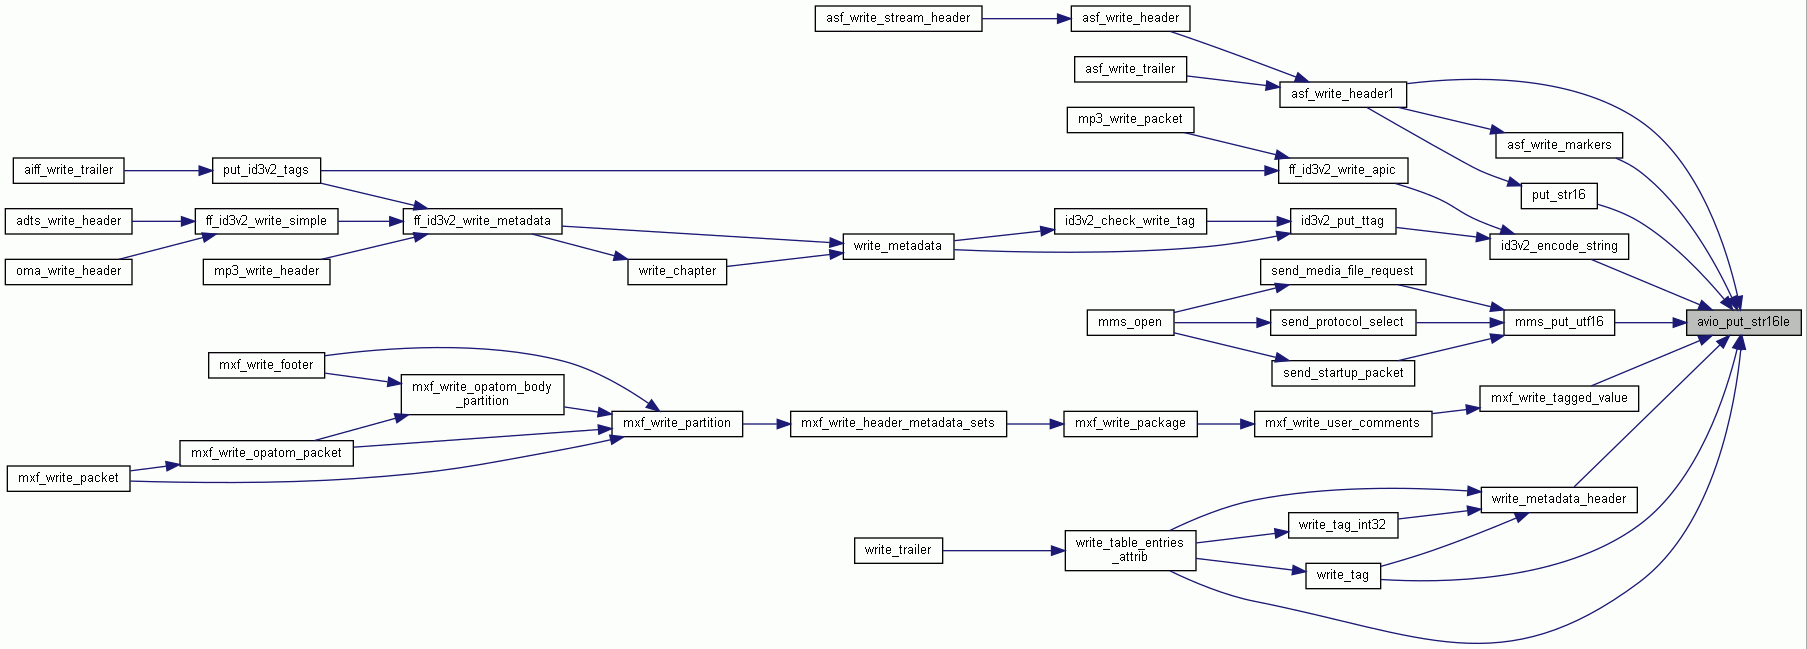 asf_write_stream_header
asf_write_header
asf_write_trailer
asf_write_header1
mp3_write_packet
asf_write_markers
aiff_write_trailer
put_id3v2_tags
ff_id3v2_write_apic
put_str16
adts_write_header
ff_id3v2_write_simple
ff_id3v2_write_metadata
id3v2_check_write_tag
id3v2_put_ttag
write_metadata
id3v2_encode_string
oma_write_header
mp3_write_header
write_chapter
send_media_file_request
mms_open
send_protocol_select
mms_put_utf16
avio_put_str16le
mxf_write_footer
send_startup_packet
mxf_write_opatom_body
_partition
mxf_write_tagged_value
mxf_write_partition
mxf_write_header_metadata_sets
mxf_write_package
mxf_write_user_comments
mxf_write_opatom_packet
mxf_write_packet
write_metadata_header
write_tag_int32
write_trailer
write_table_entries
_attrib
write_tag